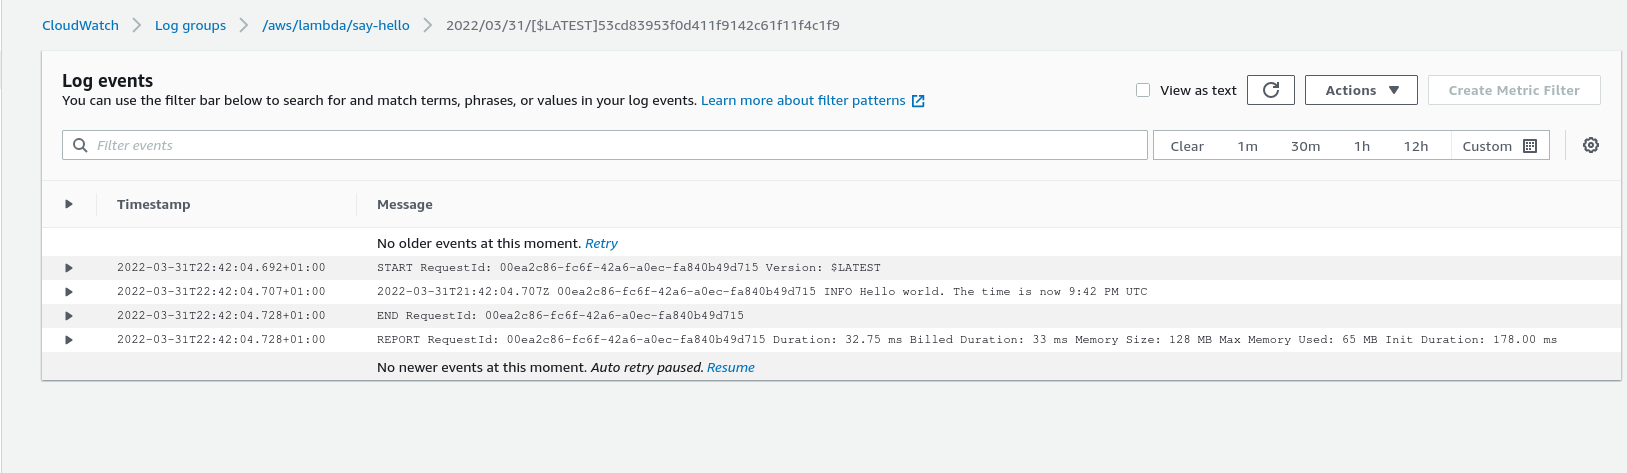 CloudWatch Log groups /aws/lambda/say-hello 2022/03/31/[$LATEST]53cd83953f0d411f9142c61f11f4c1f9
Log events
You can use the filter bar below to search for and match terms, phrases, or values in your log events. Learn more about filter patterns
View as text Actions Create Metric Filter
Filter events Clear 1m 30m 1h 12h Custom
Timestamp Message
No older events at this moment. Retry
2022-03-31T22:42:04.692+01:00 START RequestId: 00ea2c86-fc6f-42a6-a0ec-fa840b49d715 Version: $LATEST
2022-03-31T22:42:04.707+01:00 2022-03-31T21:42:04.707Z 00ea2c86-fc6f-42a6-a0ec-fa840b49d715 INFO Hello world. The time is now 9:42 PM UTC
2022-03-31T22:42:04.728+01:00 END RequestId: 00ea2c86-fc6f-42a6-a0ec-fa840b49d715
2022-03-31T22:42:04.728+01:00 REPORT RequestId: 00ea2c86-fc6f-42a6-a0ec-fa840b49d715 Duration: 32.75 ms Billed Duration: 33 ms Memory Size: 128 MB Max Memory Used: 65 MB Init Duration: 178.00 ms
No newer events at this moment. Auto retry paused. Resume